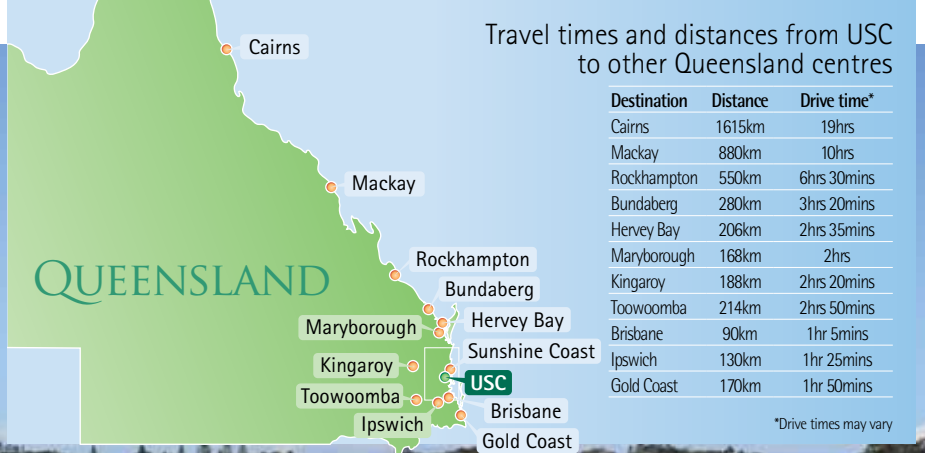 Travel times and distances from USC
to other Queensland centres
Destination Distance Drive time*
Cairns 1615km 19hrs
Mackay 880km 10hrs
Rockhampton 550km 6hrs 30mins
Bundaberg 280km 3hrs 20mins
Hervey Bay 206km 2hrs 35mins
Maryborough 168km 2hrs
Kingaroy 188km 2hrs 20mins
Toowoomba 214km 2hrs 50mins
Brisbane 90km 1hr 5mins
Ipswich 130km 1hr 25mins
Gold Coast 170km 1hr 50mins
*Drive times may vary
Cairns
Mackay
QUEENSLAND
Rockhampton
Bundaberg
Hervey Bay
Maryborough
Sunshine Coast
Kingaroy
USC
Toowoomba
Brisbane
Ipswich
Gold Coast